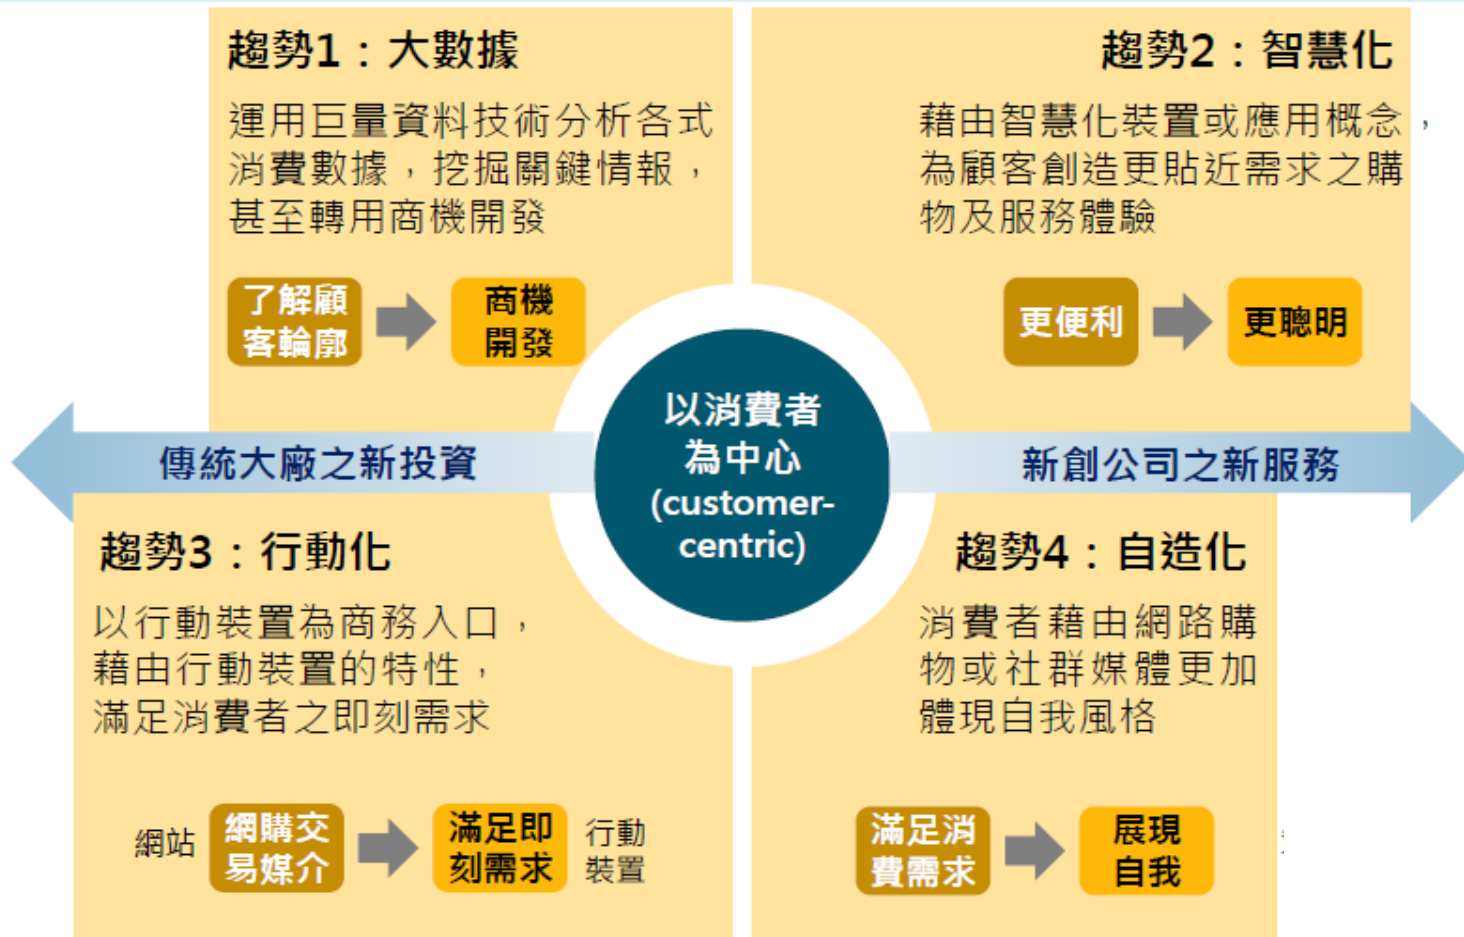 趨勢1：大數據
運用巨量資料技術分析各式
消費數據，挖掘關鍵情報，
甚至轉用商機開發
了解顧
客輪廓
商機
開發
趨勢2：智慧化
藉由智慧化裝置或應用概念，
為顧客創造更貼近需求之購
物及服務體驗
更便利
更聰明
傳統大廠之新投資
以消費者
為中心
(customer-
centric)
新創公司之新服務
趨勢3：行動化
以行動裝置為商務入口，
藉由行動裝置的特性，
滿足消費者之即刻需求
網站
網購交
易媒介
滿足即
刻需求
行動
裝置
趨勢4：自造化
消費者藉由網路購
物或社群媒體更加
體現自我風格
滿足消
費需求
展現
自我